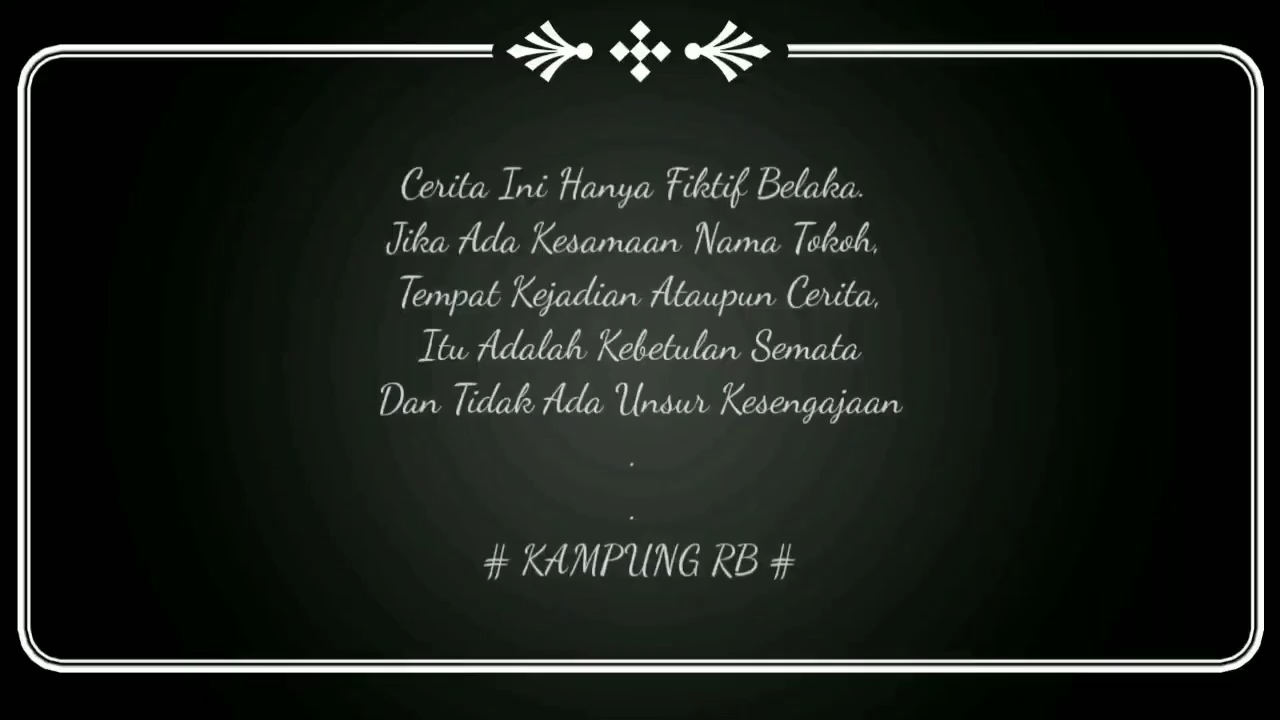 Cerita Ini Hanya Fiktif Belaka.
Jika Ada Kesamaan Nama Tokoh,
Tempat Kejadian Ataupun Cerita,
Itu Adalah Kebetulan Semata
Dan Tidak Ada Unsur Kesengajaan
.
.
# KAMPUNG RB #